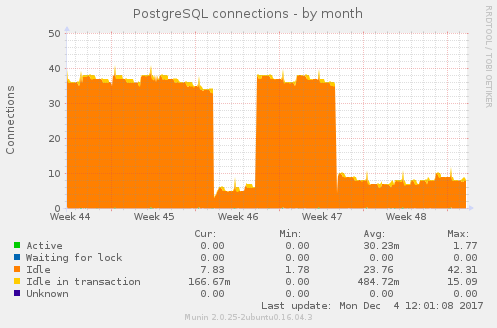 PostgreSQL connections - by month
RRDTOOL / TOBI OETIKER
Connections
50
40
30
20
10
0
Week 44 Week 45 Week 46 Week 47 Week 48
Cur: Min: Avg: Max:
Active 0.00 0.00 30.23m 1.77
Waiting for lock 0.00 0.00 0.00 0.00
Idle 7.83 1.78 23.76 42.31
Idle in transaction 166.67m 0.00 484.72m 15.09
Unknown 0.00 0.00 0.00 0.00
Last update: Mon Dec 4 12:01:08 2017
Munin 2.0.25-2ubuntu0.16.04.3